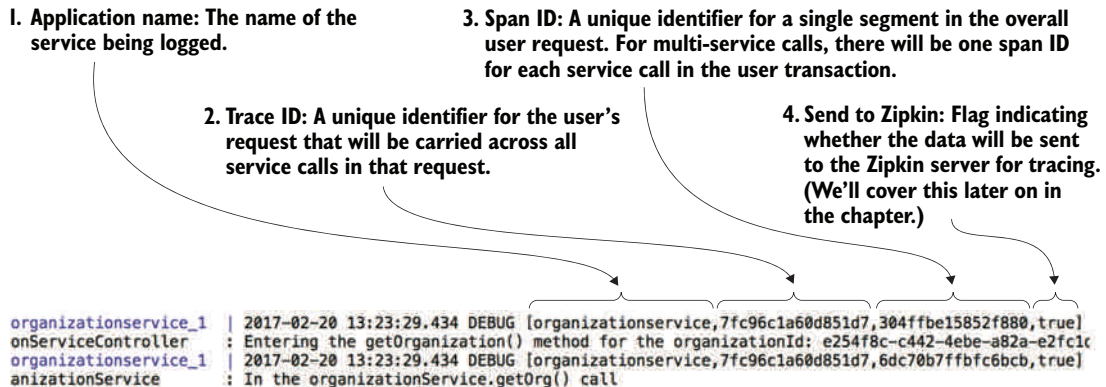 1. Application name: The name of the
service being logged.
2. Trace ID: A unique identifier for the user's
request that will be carried across all
service calls in that request.
3. Span ID: A unique identifier for a single segment in the overall
user request. For multi-service calls, there will be one span ID
for each service call in the user transaction.
4. Send to Zipkin: Flag indicating
whether the data will be sent
to the Zipkin server for tracing.
(We'll cover this later on in
the chapter.)
organizationservice_1 | 2017-02-20 13:23:29.434 DEBUG [organizationservice,7fc96c1a60d851d7,304ffbe15852f880,true]
onServiceController : Entering the getOrganization() method for the organizationId: e254f8c-c442-4ebe-a82a-e2fc1c
organizationservice_1 | 2017-02-20 13:23:29.434 DEBUG [organizationservice,7fc96c1a60d851d7,6dc70b7ffbfc6bcb,true]
anizationService : In the organizationService.getOrg() call